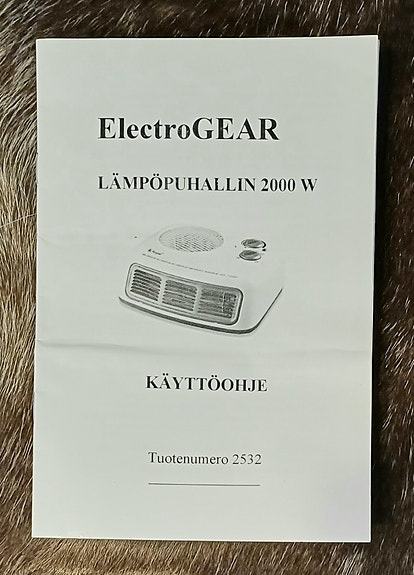 ElectroGEAR
LÄMPÖPUHALLIN 2000 W
KÄYTTÖOHJE
Tuotenumero 2532